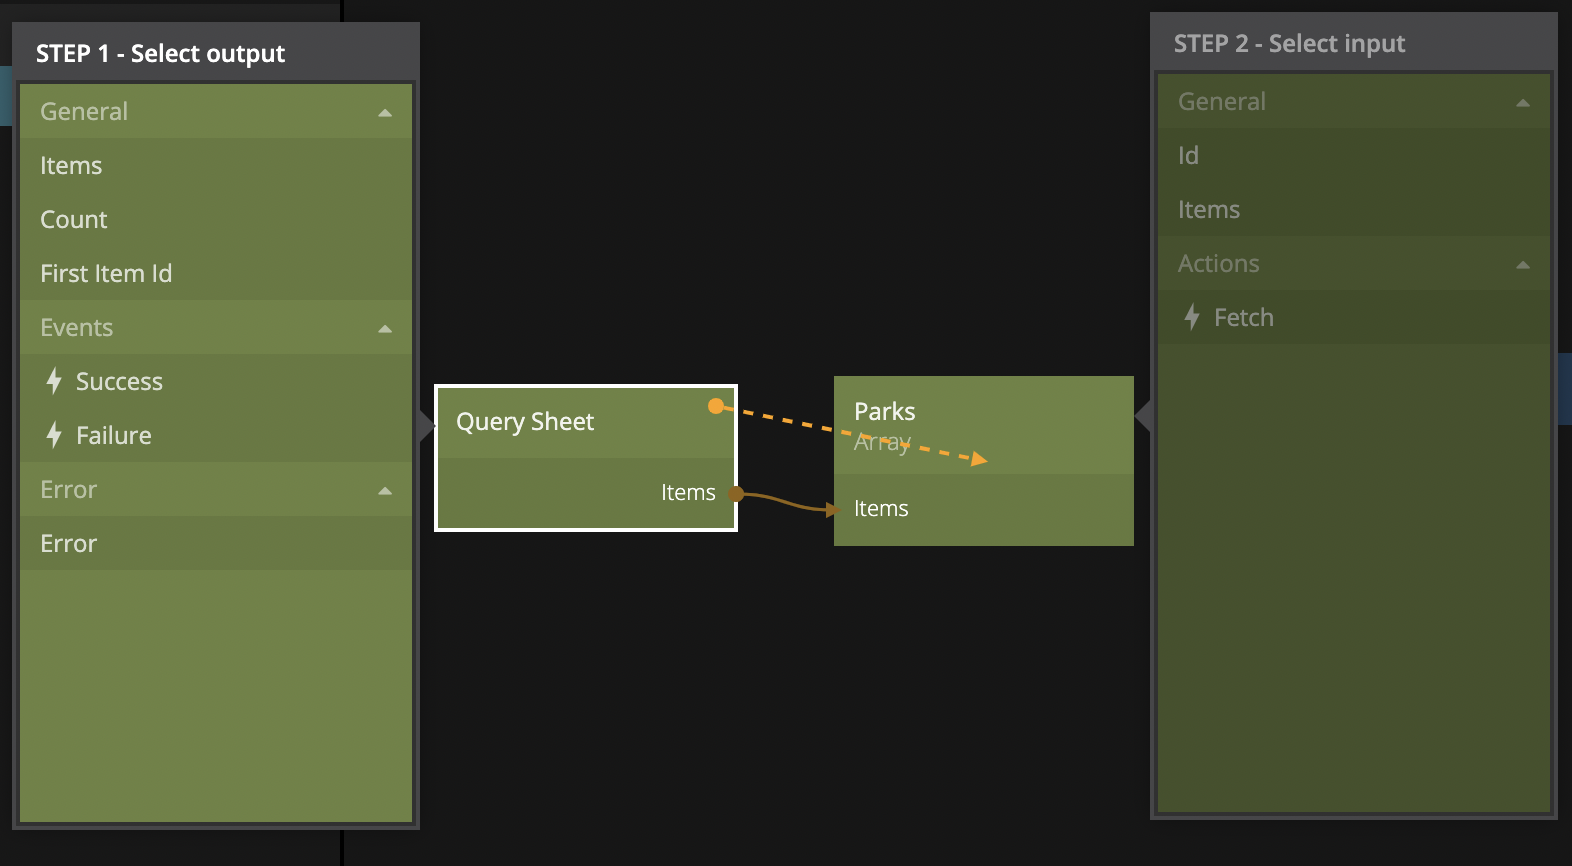 STEP 1 - Select output
General
Items
Count
First Item Id
Events
Success
Failure
Error
Error
Query Sheet
Items
Parks
Array
Items
STEP 2 - Select input
General
Id
Items
Actions
Fetch